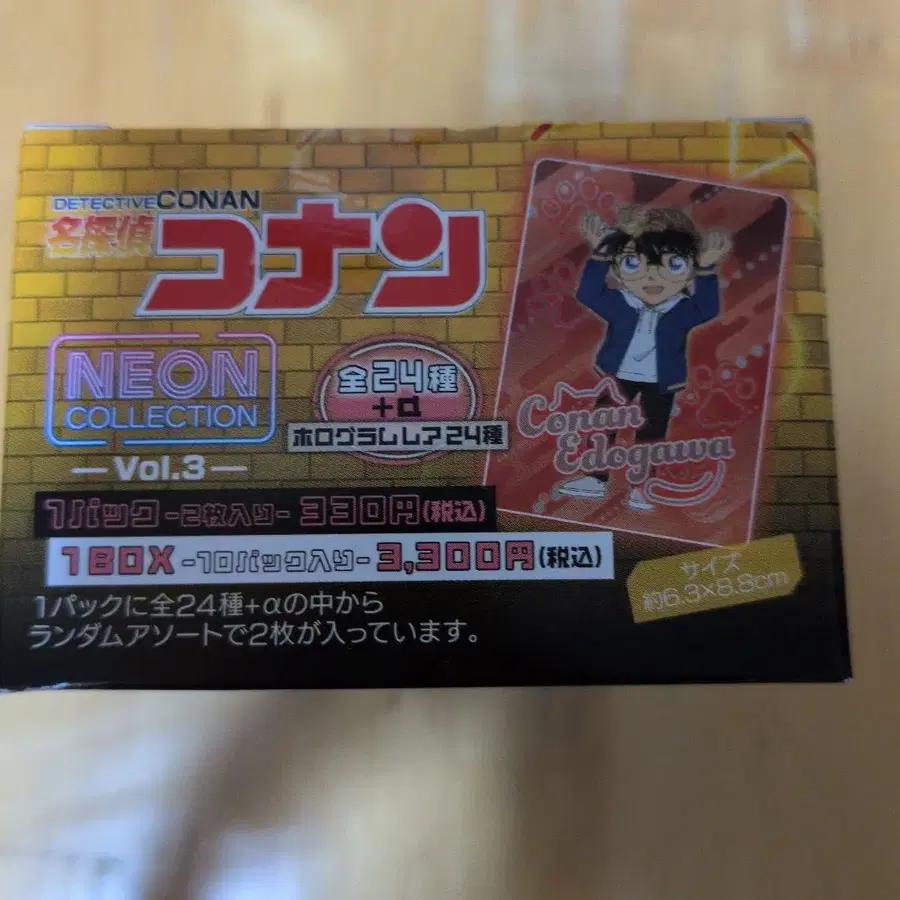 DETECTIVE CONAN
名探偵
コナン
NEON
COLLECTION
Vol.3
全24種
+α
ホログラムレア24種
1パック-2枚入り-330円(税込)
1BOX-10パック入り-3,300円(税込)
1パックに全24種+αの中から
ランダムアソートで2枚が入っています。
Conan
Edogawa
サイズ
約6.3×8.8cm